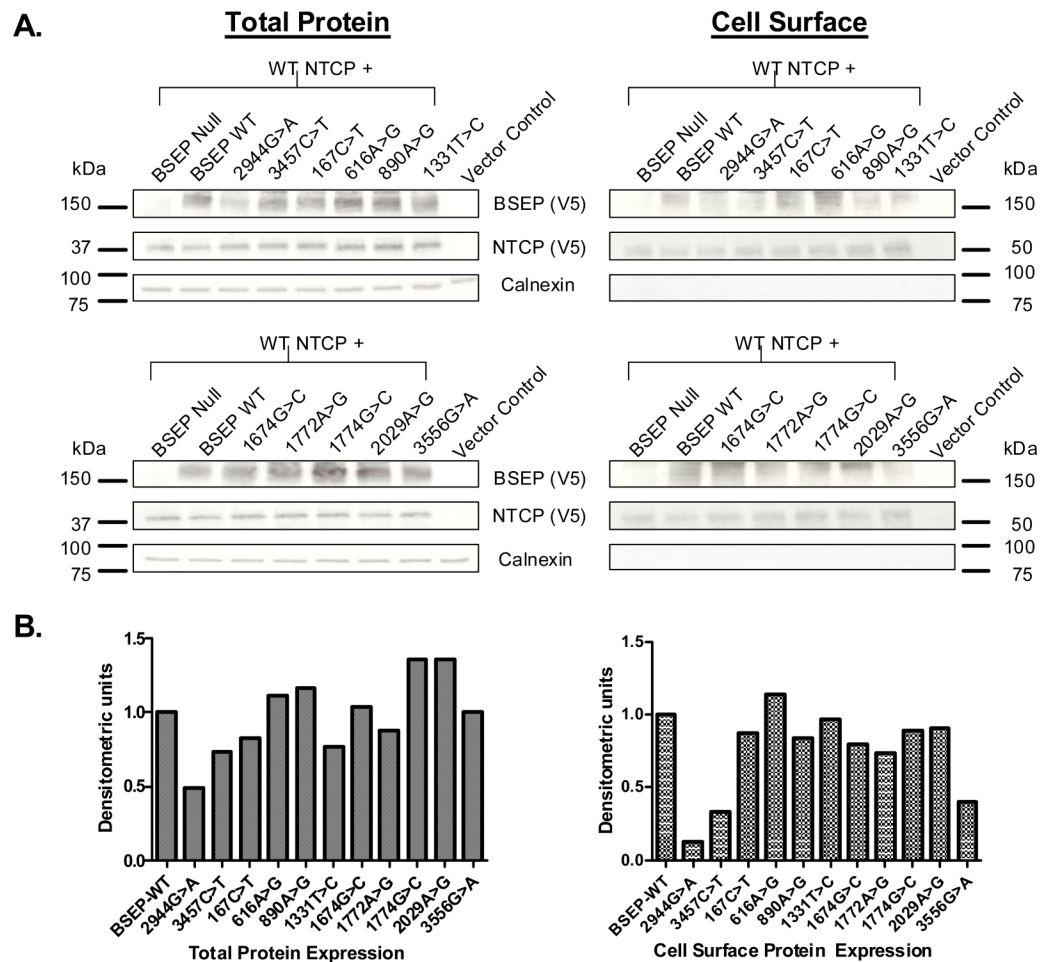 A.
Total Protein
Cell Surface
WT NTCP +
WT NTCP +
BSEP Null
BSEP WT
2944G>A
3457C>T
167C>T
616A>G
890A>G
1331T>C
Vector Control
BSEP Null
BSEP WT
2944G>A
3457C>T
167C>T
616A>G
890A>G
1331T>C
Vector Control
kDa
kDa
150
BSEP (V5)
150
37
NTCP (V5)
50
100
Calnexin
100
75
75
WT NTCP +
WT NTCP +
BSEP Null
BSEP WT
1674G>C
1772A>G
1774G>C
2029A>G
3556G>A
Vector Control
BSEP Null
BSEP WT
1674G>C
1772A>G
1774G>C
2029A>G
3556G>A
Vector Control
kDa
kDa
150
BSEP (V5)
150
37
NTCP (V5)
50
100
Calnexin
100
75
75
B.
Densitometric units
1.5
1.0
0.5
0.0
BSEP-WT
2944G>A
3457C>T
167C>T
616A>G
890A>G
1331T>C
1674G>C
1772A>G
1774G>C
2029A>G
3556G>A
Total Protein Expression
Densitometric units
1.5
1.0
0.5
0.0
BSEP-WT
2944G>A
3457C>T
167C>T
616A>G
890A>G
1331T>C
1674G>C
1772A>G
1774G>C
2029A>G
3556G>A
Cell Surface Protein Expression